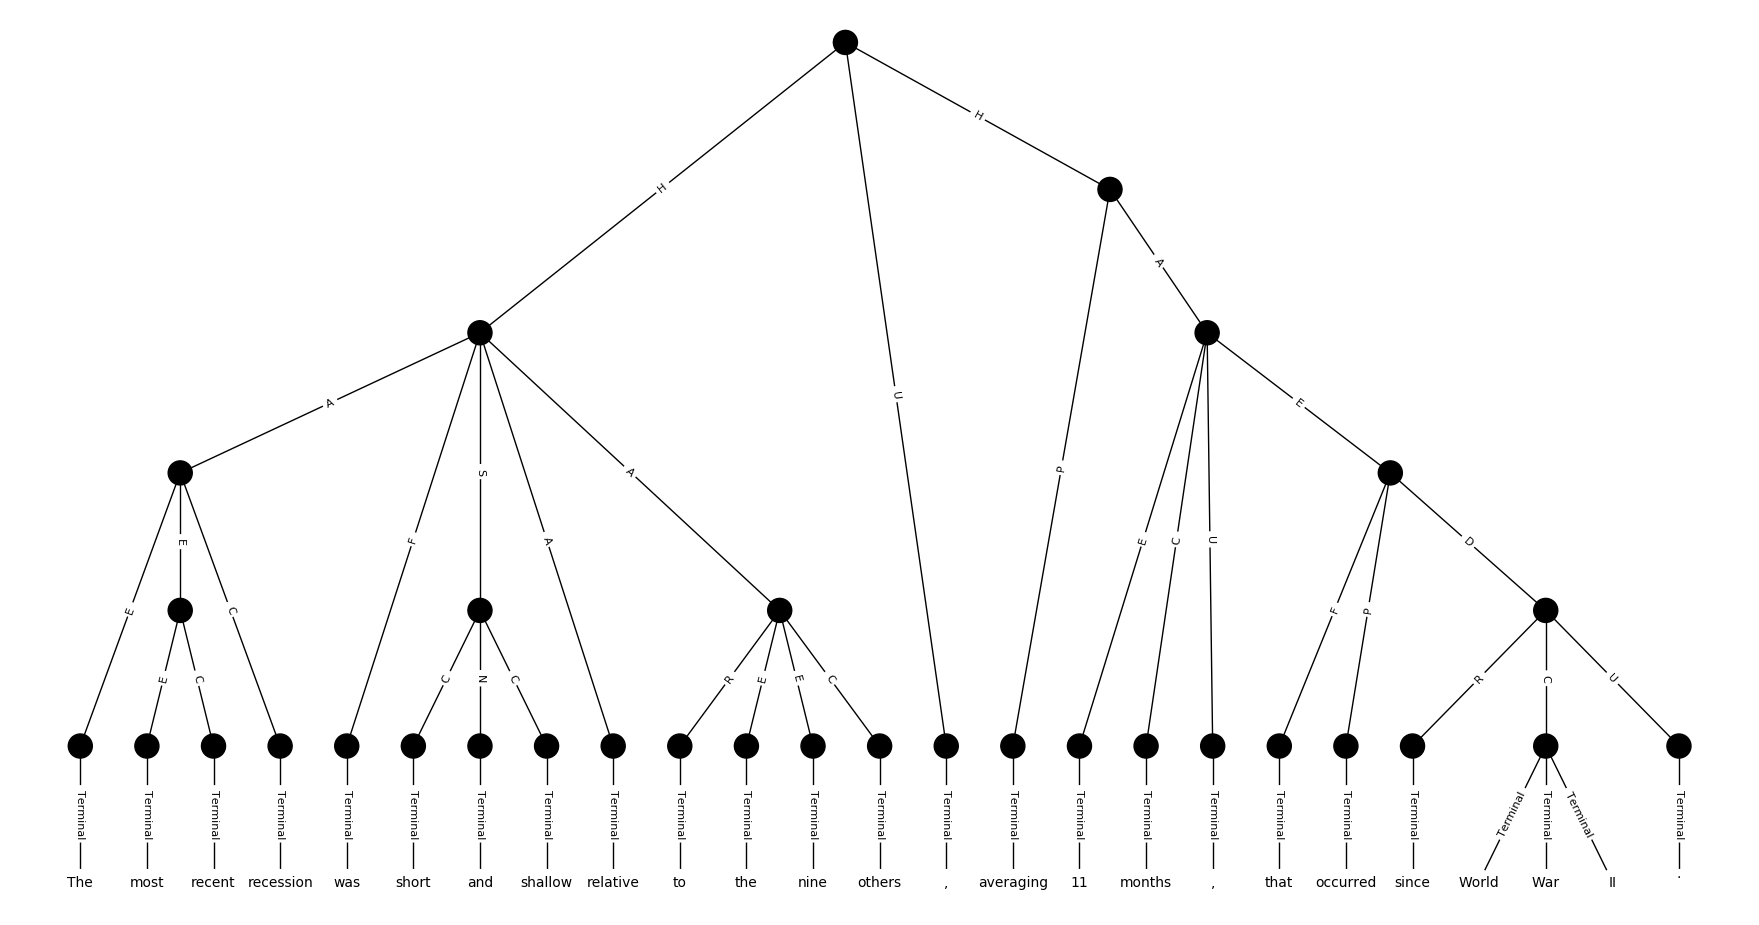 H
H
A
A
E
A
S
A
U
P
E
F
A
E
C
U
D
E
C
F
P
E
C
C
N
C
R
E
E
C
R
C
U
Terminal Terminal Terminal Terminal Terminal Terminal Terminal Terminal Terminal Terminal Terminal Terminal Terminal Terminal Terminal Terminal Terminal Terminal Terminal Terminal Terminal Terminal Terminal Terminal Terminal
The most recent recession was short and shallow relative to the nine others , averaging 11 months , that occurred since World War II .